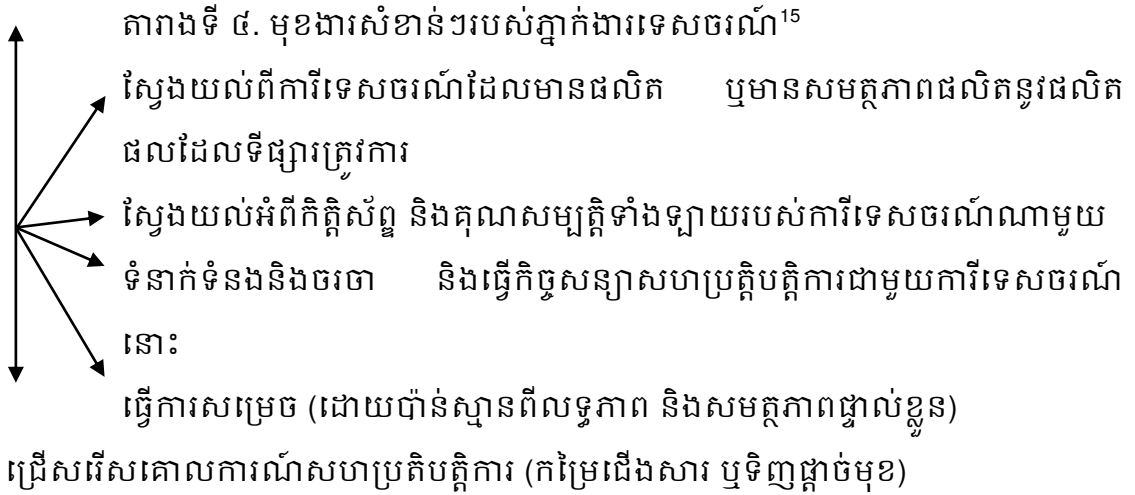 តារាងទី ៤. មុខងារសំខាន់ៗរបស់ភ្នាក់ងារទេសចរណ៍15
ស្វែងយល់ពីការីទេសចរណ៍ដែលមានផលិត ឬមានសមត្ថភាពផលិតនូវផលិត
ផលដែលទីផ្សារត្រូវការ
ស្វែងយល់អំពីកិត្តិស័ព្ទ និងគុណសម្បត្តិទាំងឡាយរបស់ការីទេសចរណ៍ណាមួយ
ទំនាក់ទំនងនិងចរចា និងធ្វើកិច្ចសន្យាសហប្រត្តិបត្តិការជាមួយការីទេសចរណ៍
នោះ
ធ្វើការសម្រេច (ដោយប៉ាន់ស្មានពីលទ្ធភាព និងសមត្ថភាពផ្ទាល់ខ្លួន)
ជ្រើសរើសគោលការណ៍សហប្រតិបត្តិការ (កម្រៃជើងសារ ឬទិញផ្តាច់មុខ)